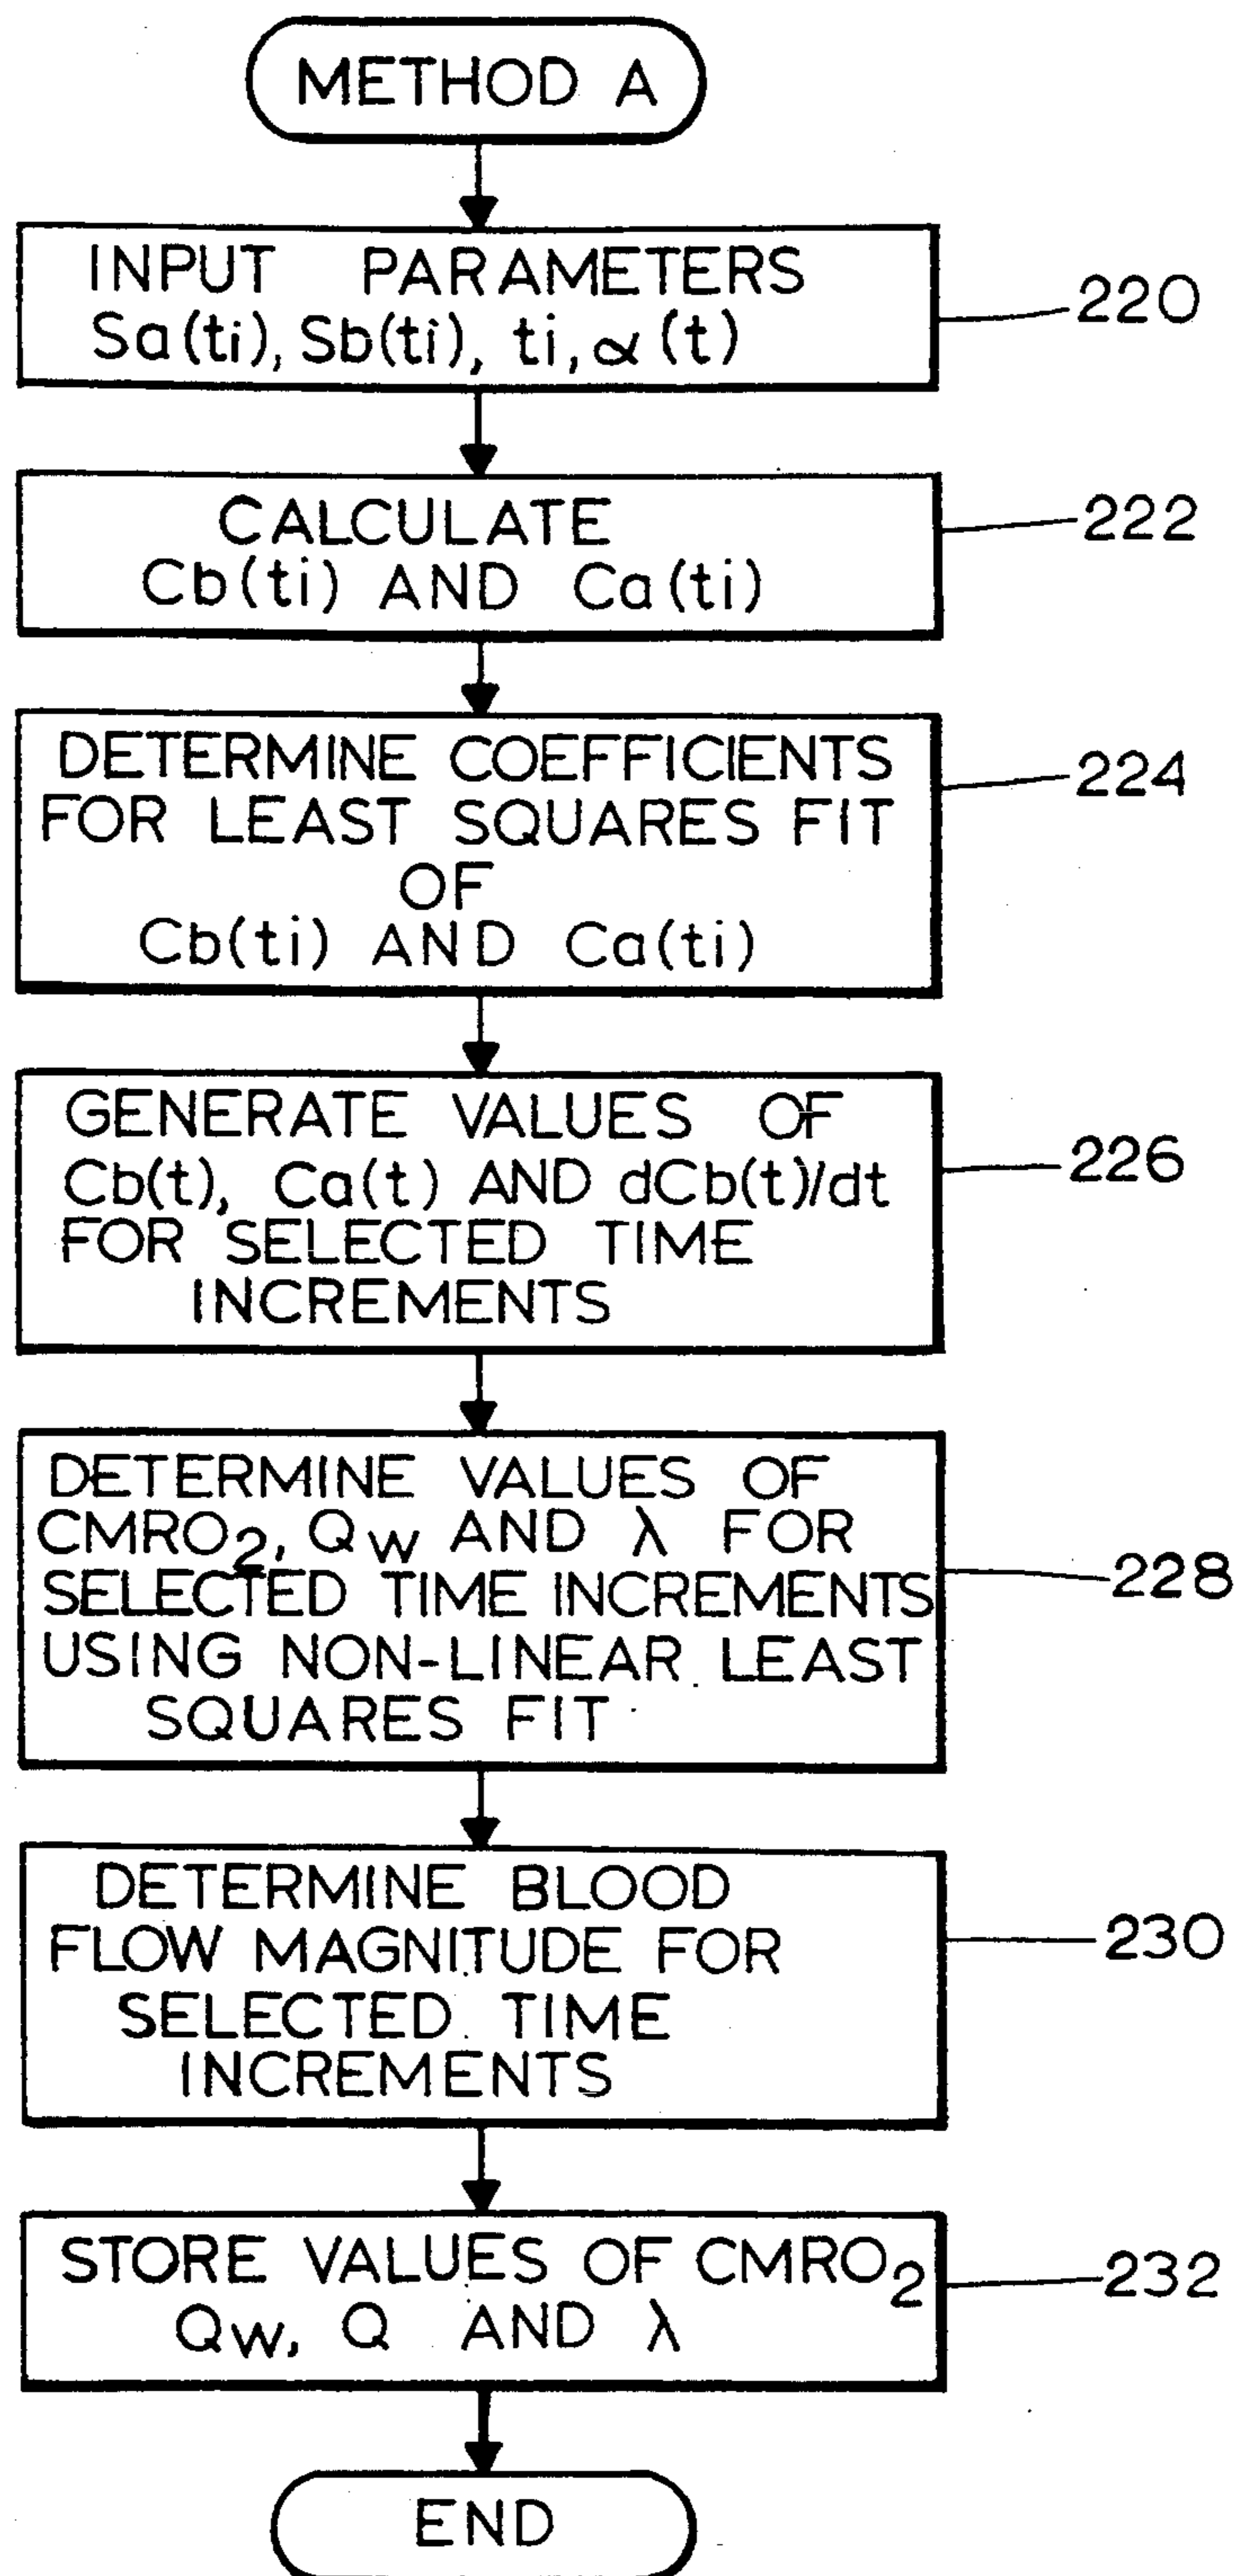 METHOD A
INPUT PARAMETERS
Sa(ti), Sb(ti), ti, α(t)
220
CALCULATE
Cb(ti) AND Ca(ti)
222
DETERMINE COEFFICIENTS
FOR LEAST SQUARES FIT
OF
Cb(ti) AND Ca(ti)
224
GENERATE VALUES OF
Cb(t), Ca(t) AND dCb(t)/dt
FOR SELECTED TIME
INCREMENTS
226
DETERMINE VALUES OF
CMRO₂, Qw AND λ FOR
SELECTED TIME INCREMENTS
USING NON-LINEAR LEAST
SQUARES FIT
228
DETERMINE BLOOD
FLOW MAGNITUDE FOR
SELECTED TIME
INCREMENTS
230
STORE VALUES OF CMRO₂
Qw, Q AND λ
232
END